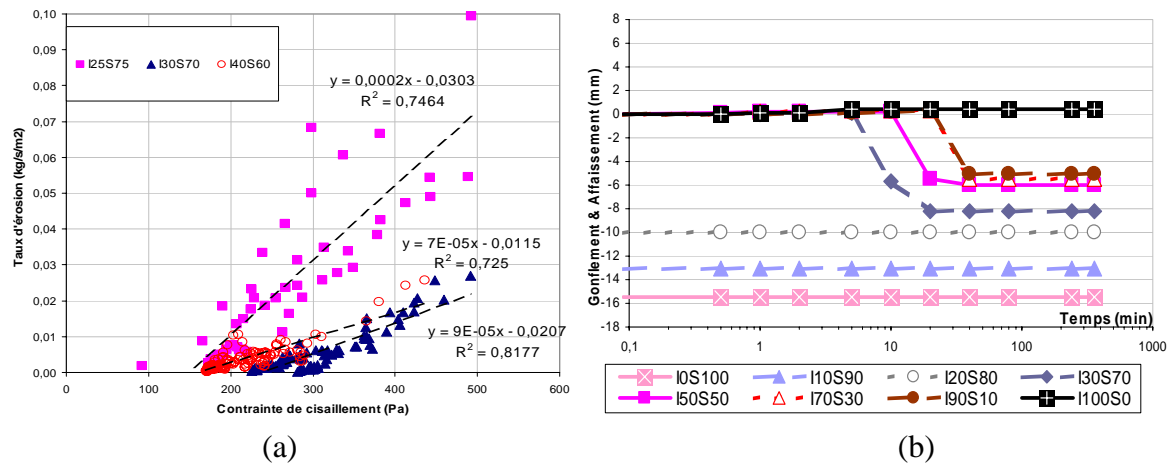 0,10
0,09
0,08
0,07
0,06
0,05
0,04
0,03
0,02
0,01
0,00
Taux d'érosion (kg/s/m2)
I25S75 I30S70 I40S60
y = 0,0002x - 0,0303
R² = 0,7464
y = 7E-05x - 0,0115
R² = 0,725
y = 9E-05x - 0,0207
R² = 0,8177
0 100 200 300 400 500 600
Contrainte de cisaillement (Pa)
(a)
8
6
4
2
0
-2
-4
-6
-8
-10
-12
-14
-16
-18
Gonflement & Affaissement (mm)
Temps (min)
0,1 1 10 100 1000
I0S100 I10S90 I20S80 I30S70
I50S50 I70S30 I90S10 I100S0
(b)